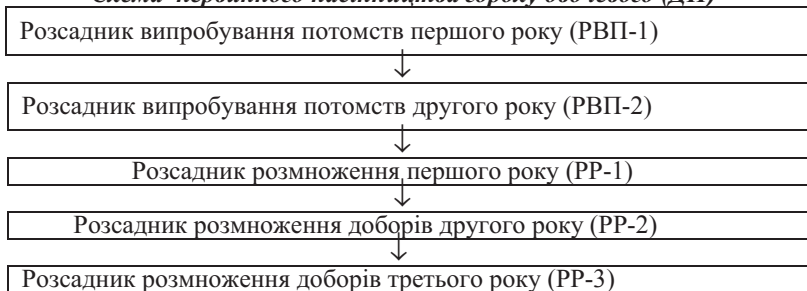 Розсадник випробування потомств першого року (РВП-1)
Розсадник випробування потомств другого року (РВП-2)
Розсадник розмноження першого року (РР-1)
Розсадник розмноження доборів другого року (РР-2)
Розсадник розмноження доборів третього року (РР-3)